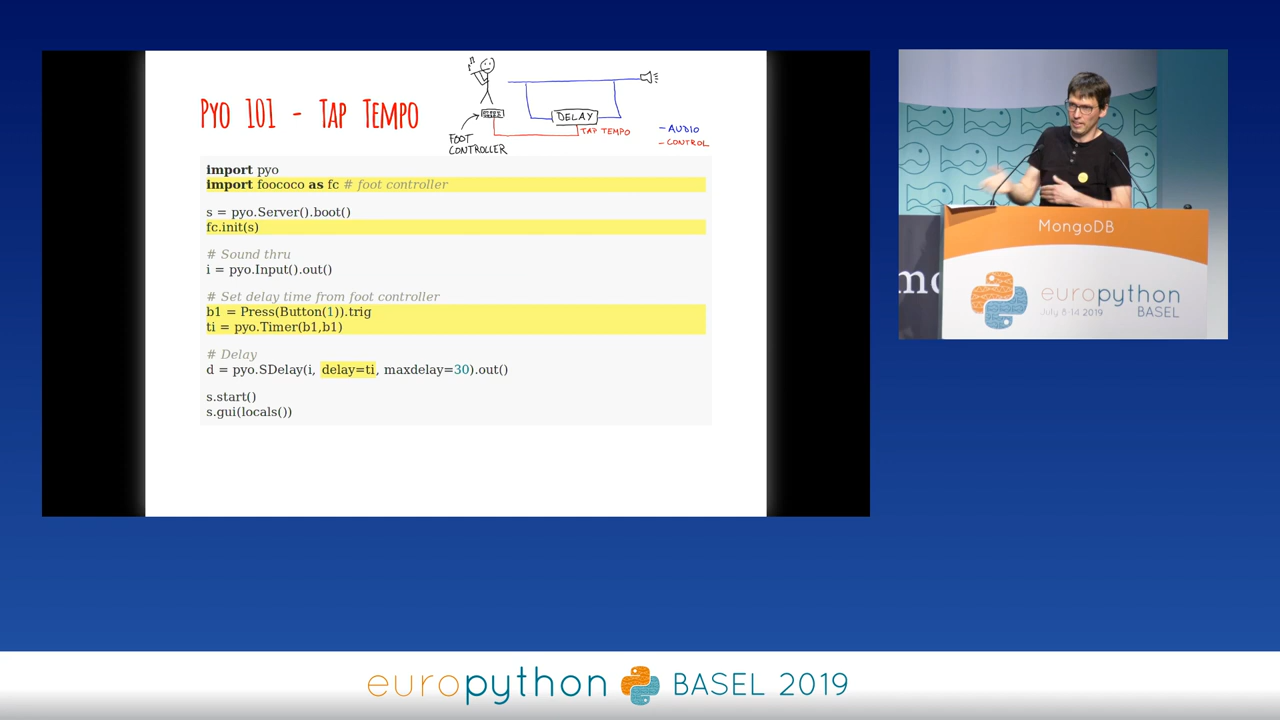 Pyo 101 - Tap Tempo
FOOT
CONTROLLER
DELAY
TAP TEMPO
- AUDIO
- CONTROL
import pyo
import foococo as fc # foot controller
s = pyo.Server().boot()
fc.init(s)
# Sound thru
i = pyo.Input().out()
# Set delay time from foot controller
b1 = Press(Button(1)).trig
ti = pyo.Timer(b1,b1)
# Delay
d = pyo.SDelay(i, delay=ti, maxdelay=30).out()
s.start()
s.gui(locals())
MongoDB
europython
July 8-14 2019 BASEL
mo
europython BASEL 2019